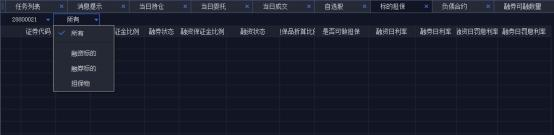 任务列表 消息提示 当日持仓 当日委托 当日成交 自选股 标的担保 负债合约 融券可融数量
28800021 所有
证券代码 证金比例 融券状态 融资保证金比例 融资状态 保品折算比 是否可做担保 融资日利率 融券日利率 融资日罚息利率 融券日罚息利率
所有
融资标的
融券标的
担保物